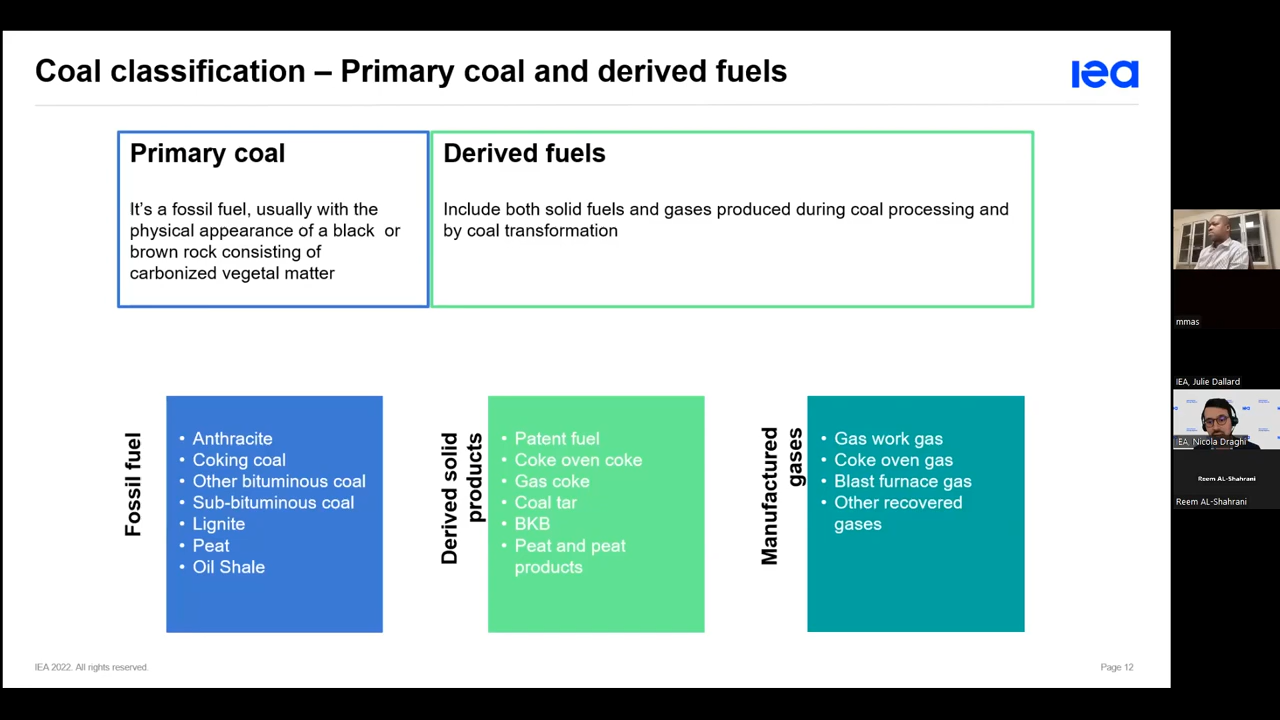 Coal classification – Primary coal and derived fuels
iea
Primary coal
It's a fossil fuel, usually with the
physical appearance of a black or
brown rock consisting of
carbonized vegetal matter
Derived fuels
Include both solid fuels and gases produced during coal processing and
by coal transformation
Fossil fuel
• Anthracite
• Coking coal
• Other bituminous coal
• Sub-bituminous coal
• Lignite
• Peat
• Oil Shale
Derived solid
products
• Patent fuel
• Coke oven coke
• Gas coke
• Coal tar
• BKB
• Peat and peat
products
Manufactured
gases
• Gas work gas
• Coke oven gas
• Blast furnace gas
• Other recovered
gases
IEA 2022. All rights reserved.
Page 12
mmas
IEA, Julie Dallard
IEA, Nicola Draghi
Reem AL-Shahrani
Reem AL-Shahrani